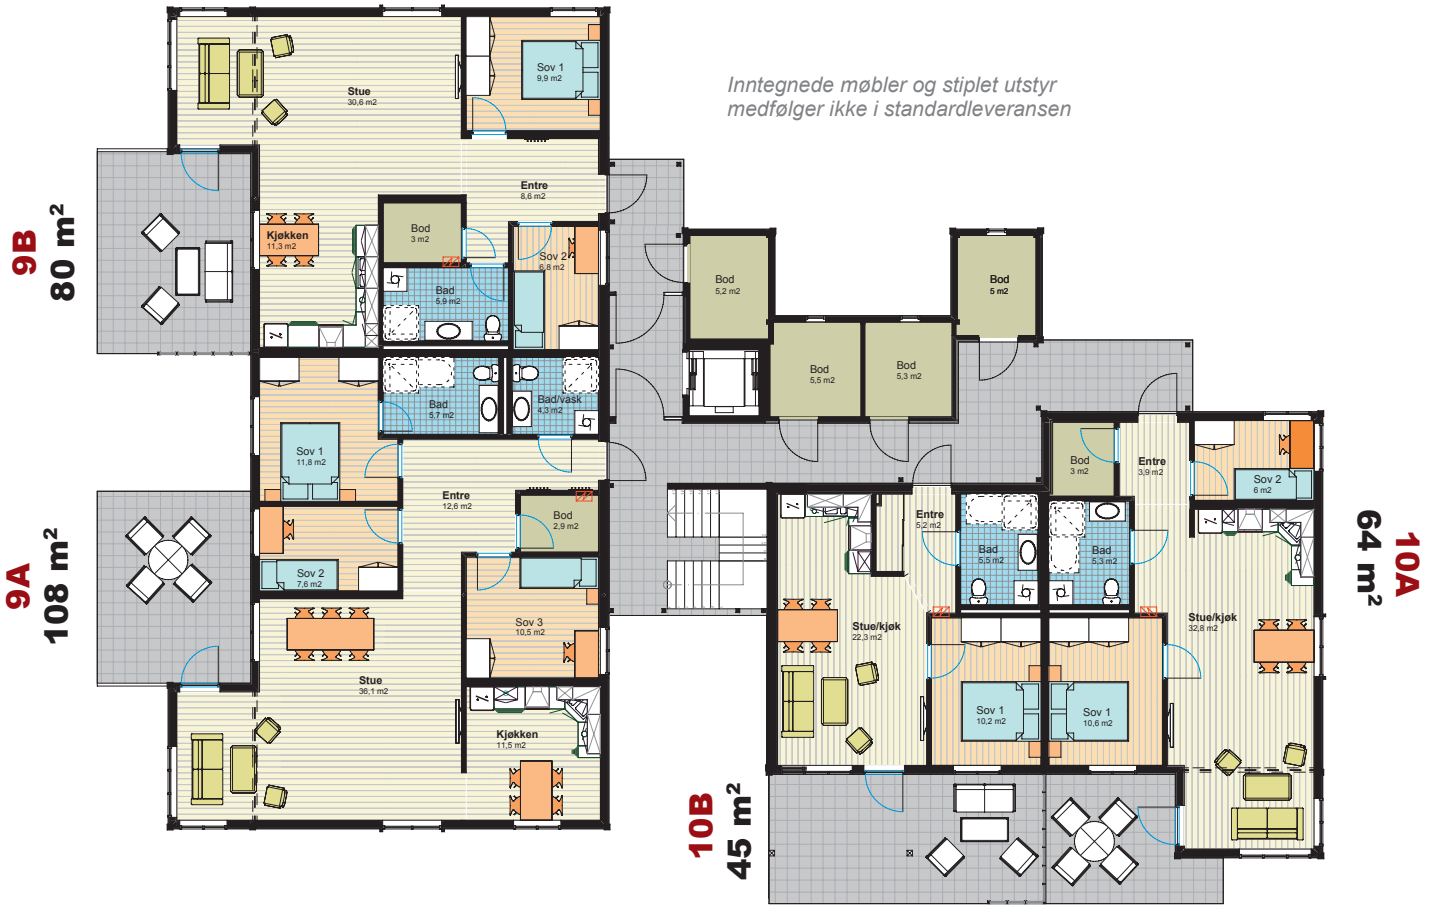 Inntegnede møbler og stiplet utstyr
medfølger ikke i standardleveransen
9B
80 m²
Stue
30,6 m2
Sov 1
9,9 m2
Entre
8,6 m2
Kjøkken
11,3 m2
Bod
3 m2
Sov 2
6,8 m2
Bad
5,9 m2
9A
108 m²
Bad
5,7 m2
Bad/vask
4,3 m2
Sov 1
11,8 m2
Entre
12,6 m2
Bod
2,9 m2
Sov 2
7,6 m2
Sov 3
10,5 m2
Stue
36,1 m2
Kjøkken
11,5 m2
Bod
5,2 m2
Bod
5,5 m2
Bod
5,3 m2
Bod
5 m2
10B
45 m²
Entre
5,2 m2
Bad
5,5 m2
Stue/kjøk
22,3 m2
Sov 1
10,2 m2
10A
64 m²
Bod
3 m2
Entre
3,9 m2
Sov 2
6 m2
Bad
5,3 m2
Stue/kjøk
32,8 m2
Sov 1
10,6 m2